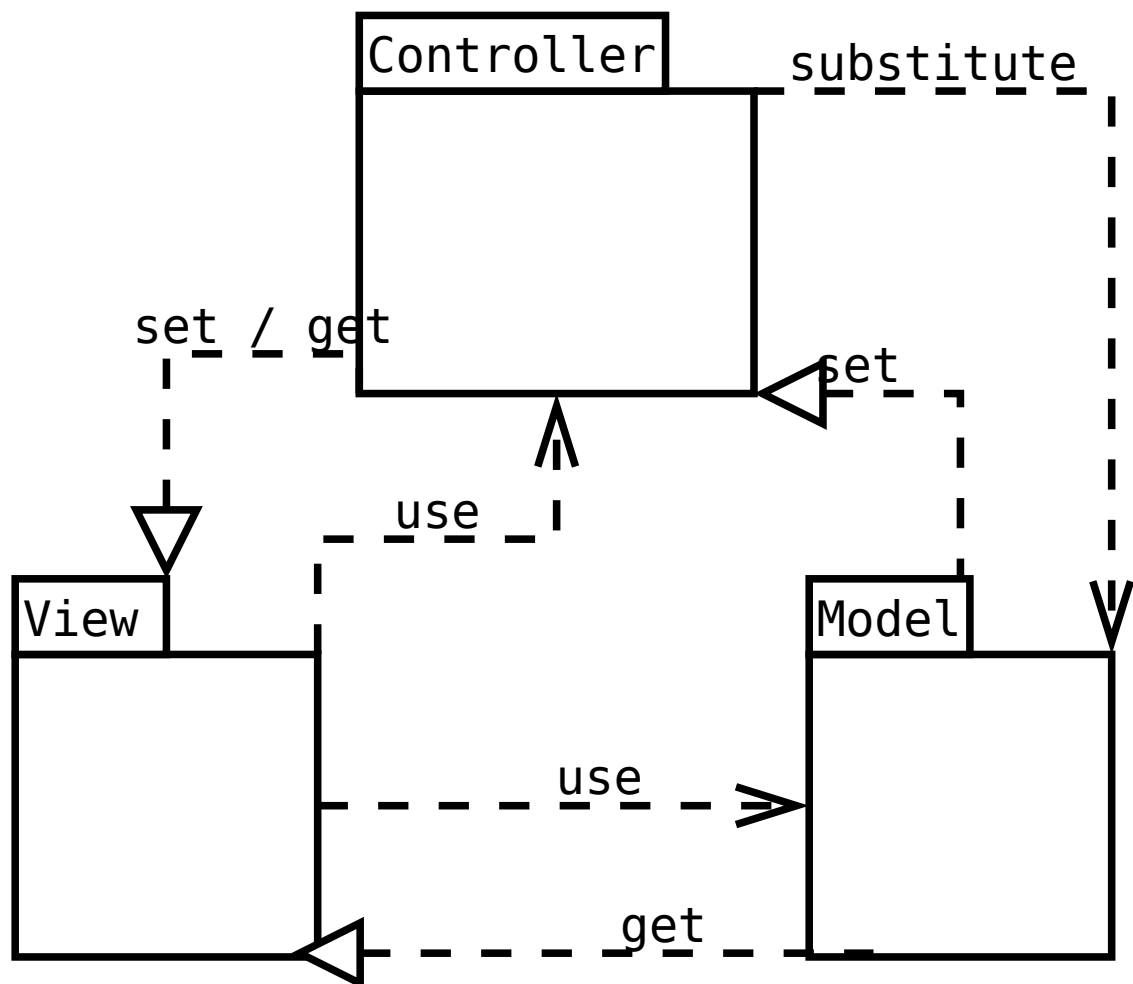 Controller
substitute
set / get
set
use
View
Model
use
get